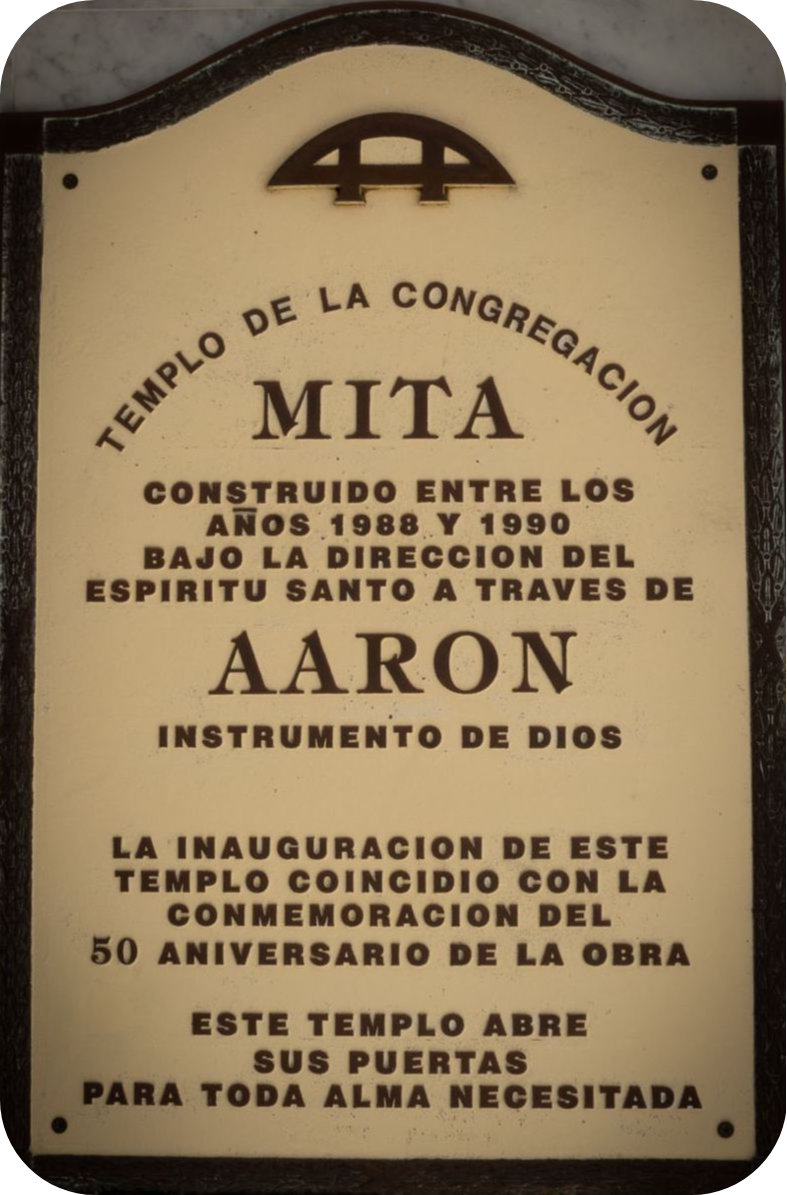 TEMPLO DE LA CONGREGACION
MITA
CONSTRUIDO ENTRE LOS
AÑOS 1988 Y 1990
BAJO LA DIRECCION DEL
ESPIRITU SANTO A TRAVES DE
AARON
INSTRUMENTO DE DIOS
LA INAUGURACION DE ESTE
TEMPLO COINCIDIO CON LA
CONMEMORACION DEL
50 ANIVERSARIO DE LA OBRA
ESTE TEMPLO ABRE
SUS PUERTAS
PARA TODA ALMA NECESITADA